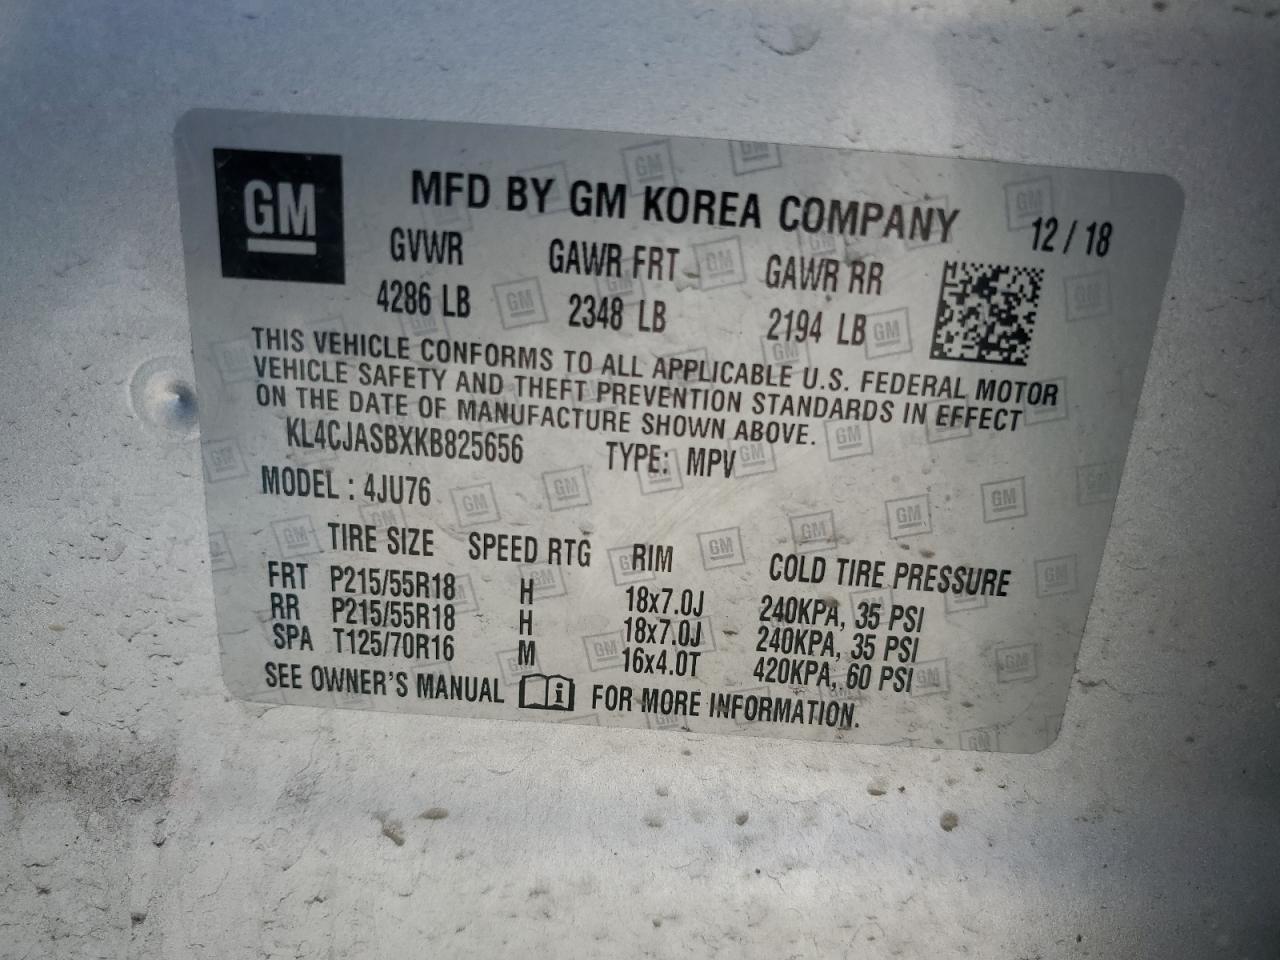 GM
MFD BY GM KOREA COMPANY 12/18
GVWR GAWR FRT GAWR RR
4286 LB 2348 LB 2194 LB
THIS VEHICLE CONFORMS TO ALL APPLICABLE U.S. FEDERAL MOTOR
VEHICLE SAFETY AND THEFT PREVENTION STANDARDS IN EFFECT
ON THE DATE OF MANUFACTURE SHOWN ABOVE.
KL4CJASBXKB825656 TYPE: MPV
MODEL : 4JU76
TIRE SIZE SPEED RTG RIM COLD TIRE PRESSURE
FRT P215/55R18 H 18x7.0J 240KPA, 35 PSI
RR P215/55R18 H 18x7.0J 240KPA, 35 PSI
SPA T125/70R16 M 16x4.0T 420KPA, 60 PSI
SEE OWNER'S MANUAL i FOR MORE INFORMATION.